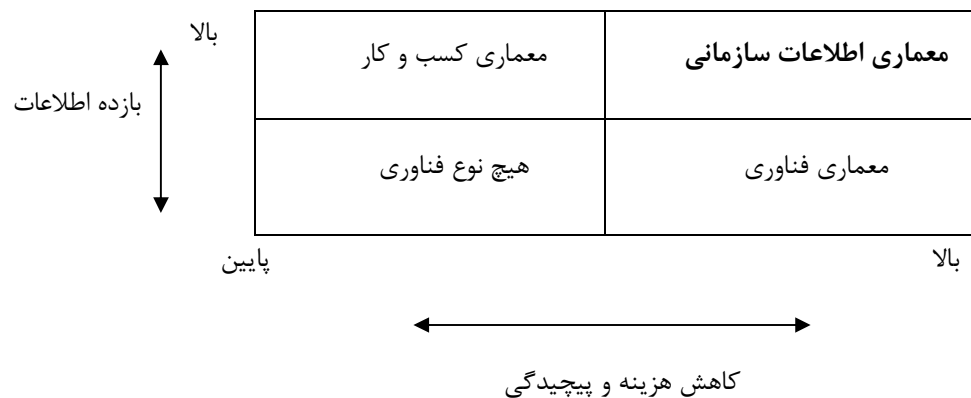 بالا
معماری اطلاعات سازمانی
معماری کسب و کار
بازده اطلاعات
معماری فناوری
هیچ نوع فناوری
بالا
پایین
کاهش هزینه و پیچیدگی